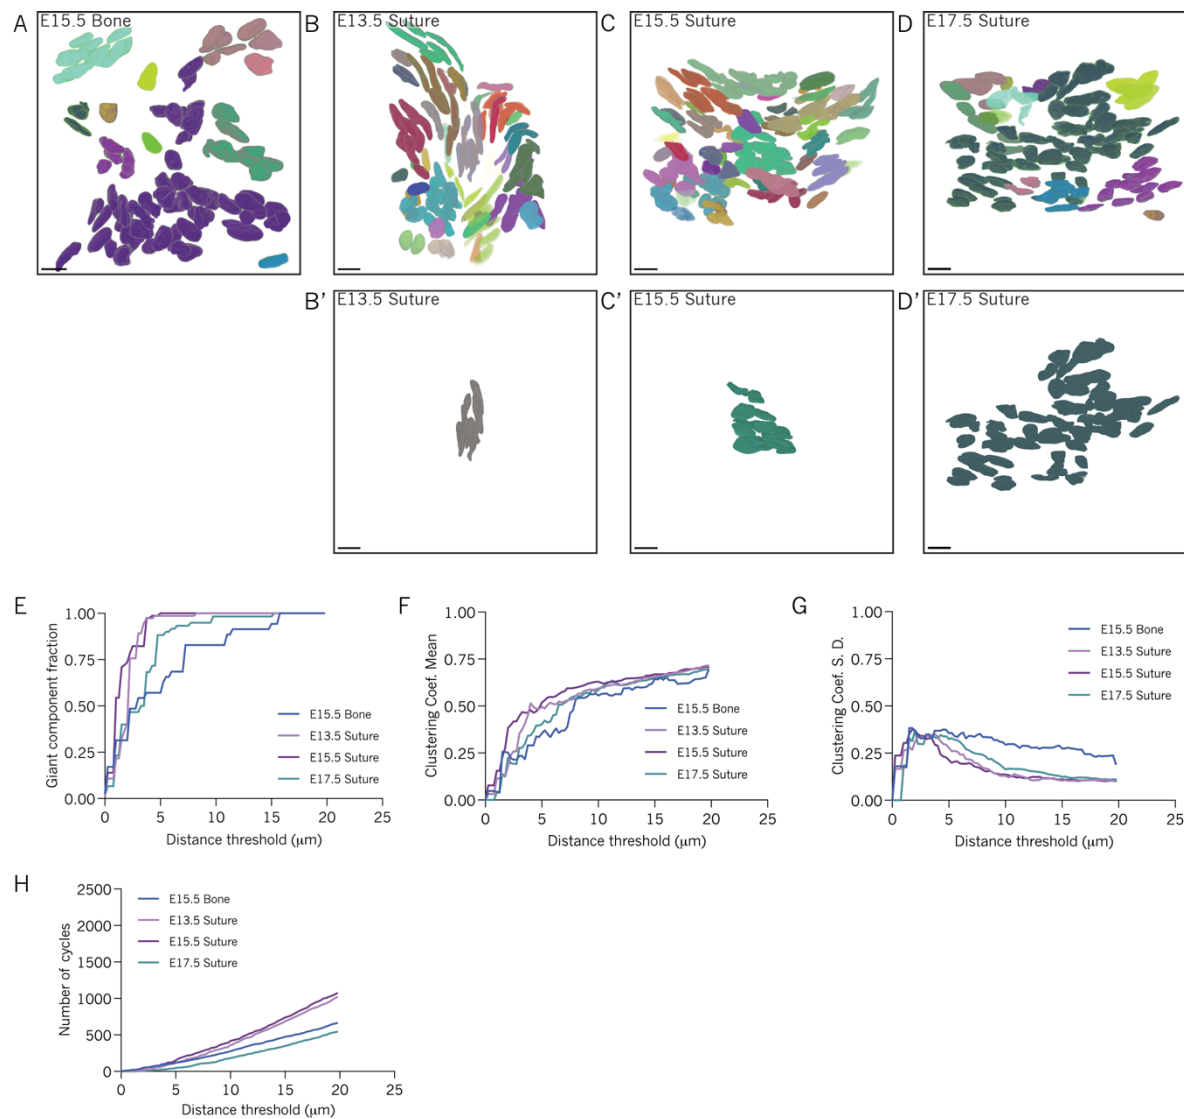 A
E15.5 Bone
B
E13.5 Suture
C
E15.5 Suture
D
E17.5 Suture
B'
E13.5 Suture
C'
E15.5 Suture
D'
E17.5 Suture
E
Giant component fraction
1.00
0.75
0.50
0.25
0.00
0 5 10 15 20 25
Distance threshold (μm)
E15.5 Bone
E13.5 Suture
E15.5 Suture
E17.5 Suture
F
Clustering Coef. Mean
1.00
0.75
0.50
0.25
0.00
0 5 10 15 20 25
Distance threshold (μm)
E15.5 Bone
E13.5 Suture
E15.5 Suture
E17.5 Suture
G
Clustering Coef. S. D.
1.00
0.75
0.50
0.25
0.00
0 5 10 15 20 25
Distance threshold (μm)
E15.5 Bone
E13.5 Suture
E15.5 Suture
E17.5 Suture
H
Number of cycles
2500
2000
1500
1000
500
0
0 5 10 15 20 25
Distance threshold (μm)
E15.5 Bone
E13.5 Suture
E15.5 Suture
E17.5 Suture